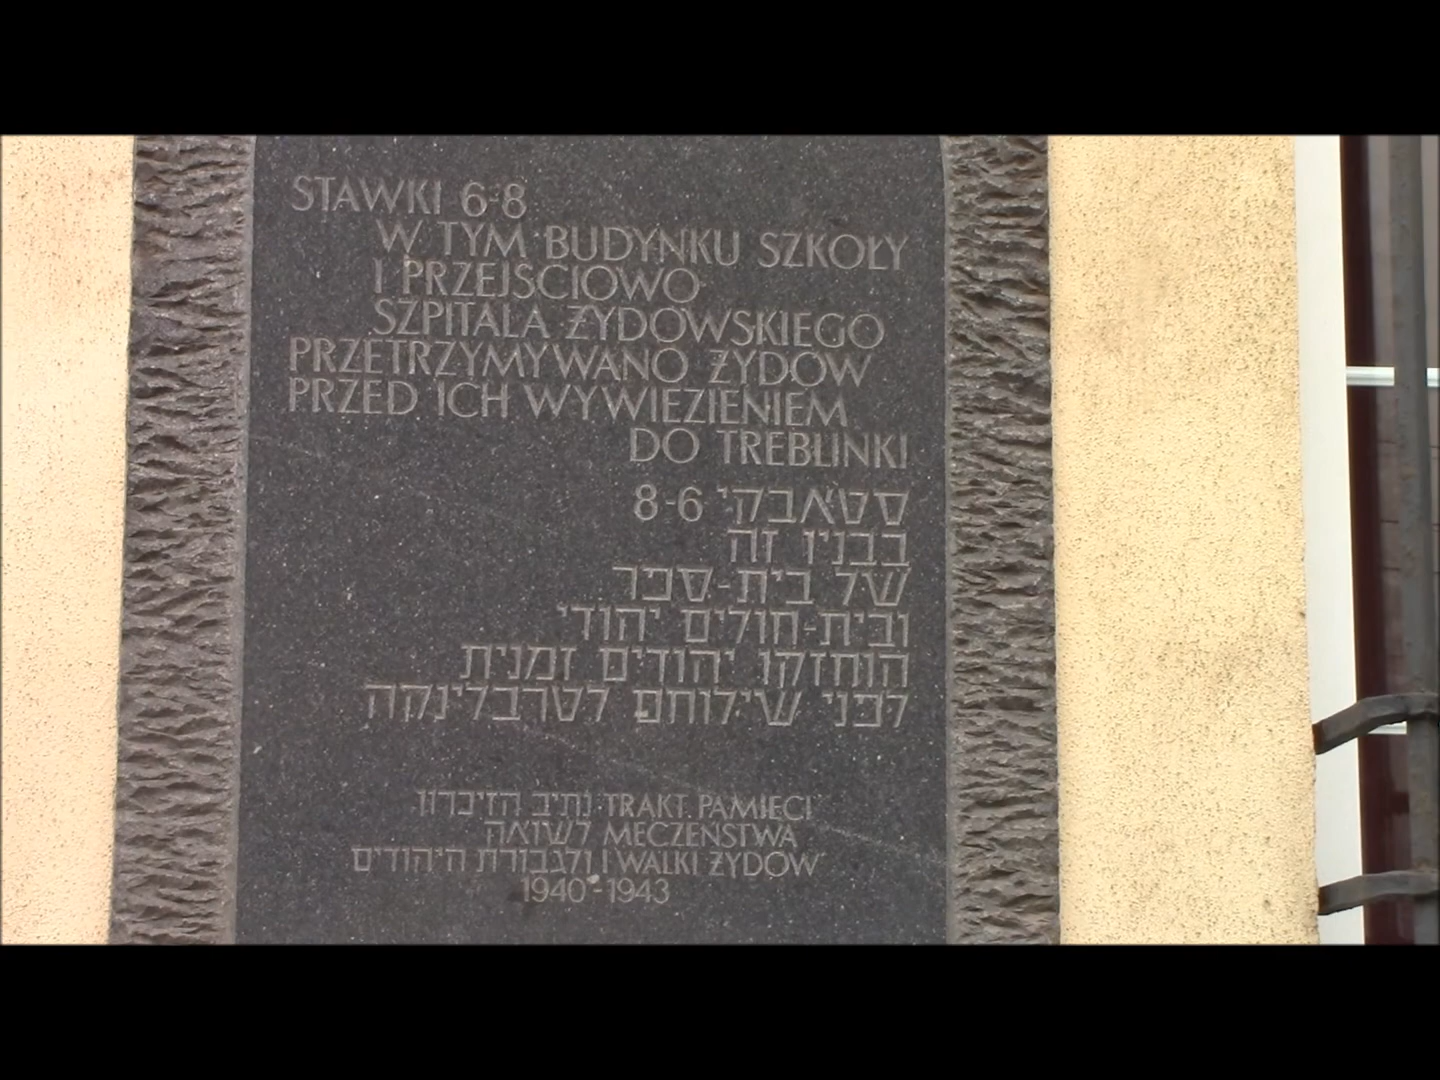 STAWKI 6-8
W TYM BUDYNKU SZKOŁY
I PRZEJSCIOWO
SZPITALA ŻYDOWSKIEGO
PRZETRZYMYWANO ŻYDÓW
PRZED ICH WYWIEZIENIEM
DO TREBLINKI
סטאבקי 8-6
בבנין זה
של בית-ספר
ובית-חולים יהודי
הוחזקו יהודים זמנית
לפני שילוחם לטרבלינקה
נתיב הזיכרון TRAKT PAMIĘCI
לשואה MĘCZEŃSTWA
ולגבורת היהודים I WALKI ŻYDÓW
1940-1943